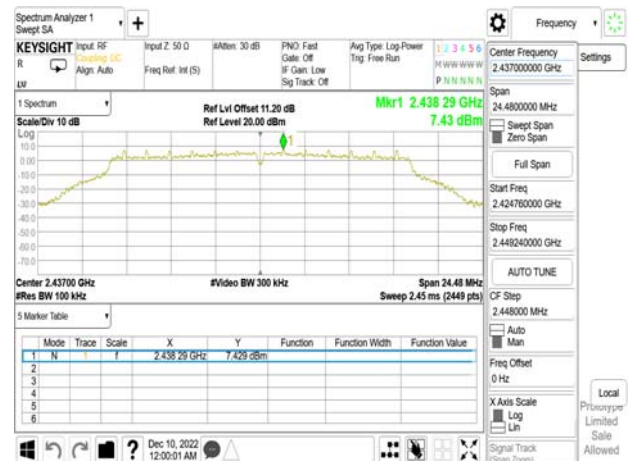 Spectrum Analyzer 1
Swept SA
Frequency
KEYSIGHT
R
Input: RF
Coupling: DC
Align: Auto
Input Z: 50 Ω
Freq Ref: Int (S)
#Atten: 30 dB
PNO: Fast
Gate: Off
IF Gain: Low
Sig Track: Off
Avg Type: Log-Power
Trig: Free Run
1 2 3 4 5 6
M W W W W W
P N N N N N
1 Spectrum
Scale/Div 10 dB
Ref Lvl Offset 11.20 dB
Ref Level 20.00 dBm
Mkr1 2.438 29 GHz
7.43 dBm
Log
10.0
0.00
-10.0
-20.0
-30.0
-40.0
-50.0
-60.0
-70.0
1
Center 2.43700 GHz
#Res BW 100 kHz
#Video BW 300 kHz
Span 24.48 MHz
Sweep 2.45 ms (2449 pts)
5 Marker Table
Mode Trace Scale X Y Function Function Width Function Value
1 N 1 f 2.438 29 GHz 7.429 dBm
2
3
4
5
6
Dec 10, 2022
12:00:01 AM
Center Frequency
2.437000000 GHz
Settings
Span
24.4800000 MHz
Swept Span
Zero Span
Full Span
Start Freq
2.424760000 GHz
Stop Freq
2.449240000 GHz
AUTO TUNE
CF Step
2.448000 MHz
Auto
Man
Freq Offset
0 Hz
X Axis Scale
Log
Lin
Signal Track
(Span Zoom)
Local
Prototype
Limited
Sale
Allowed